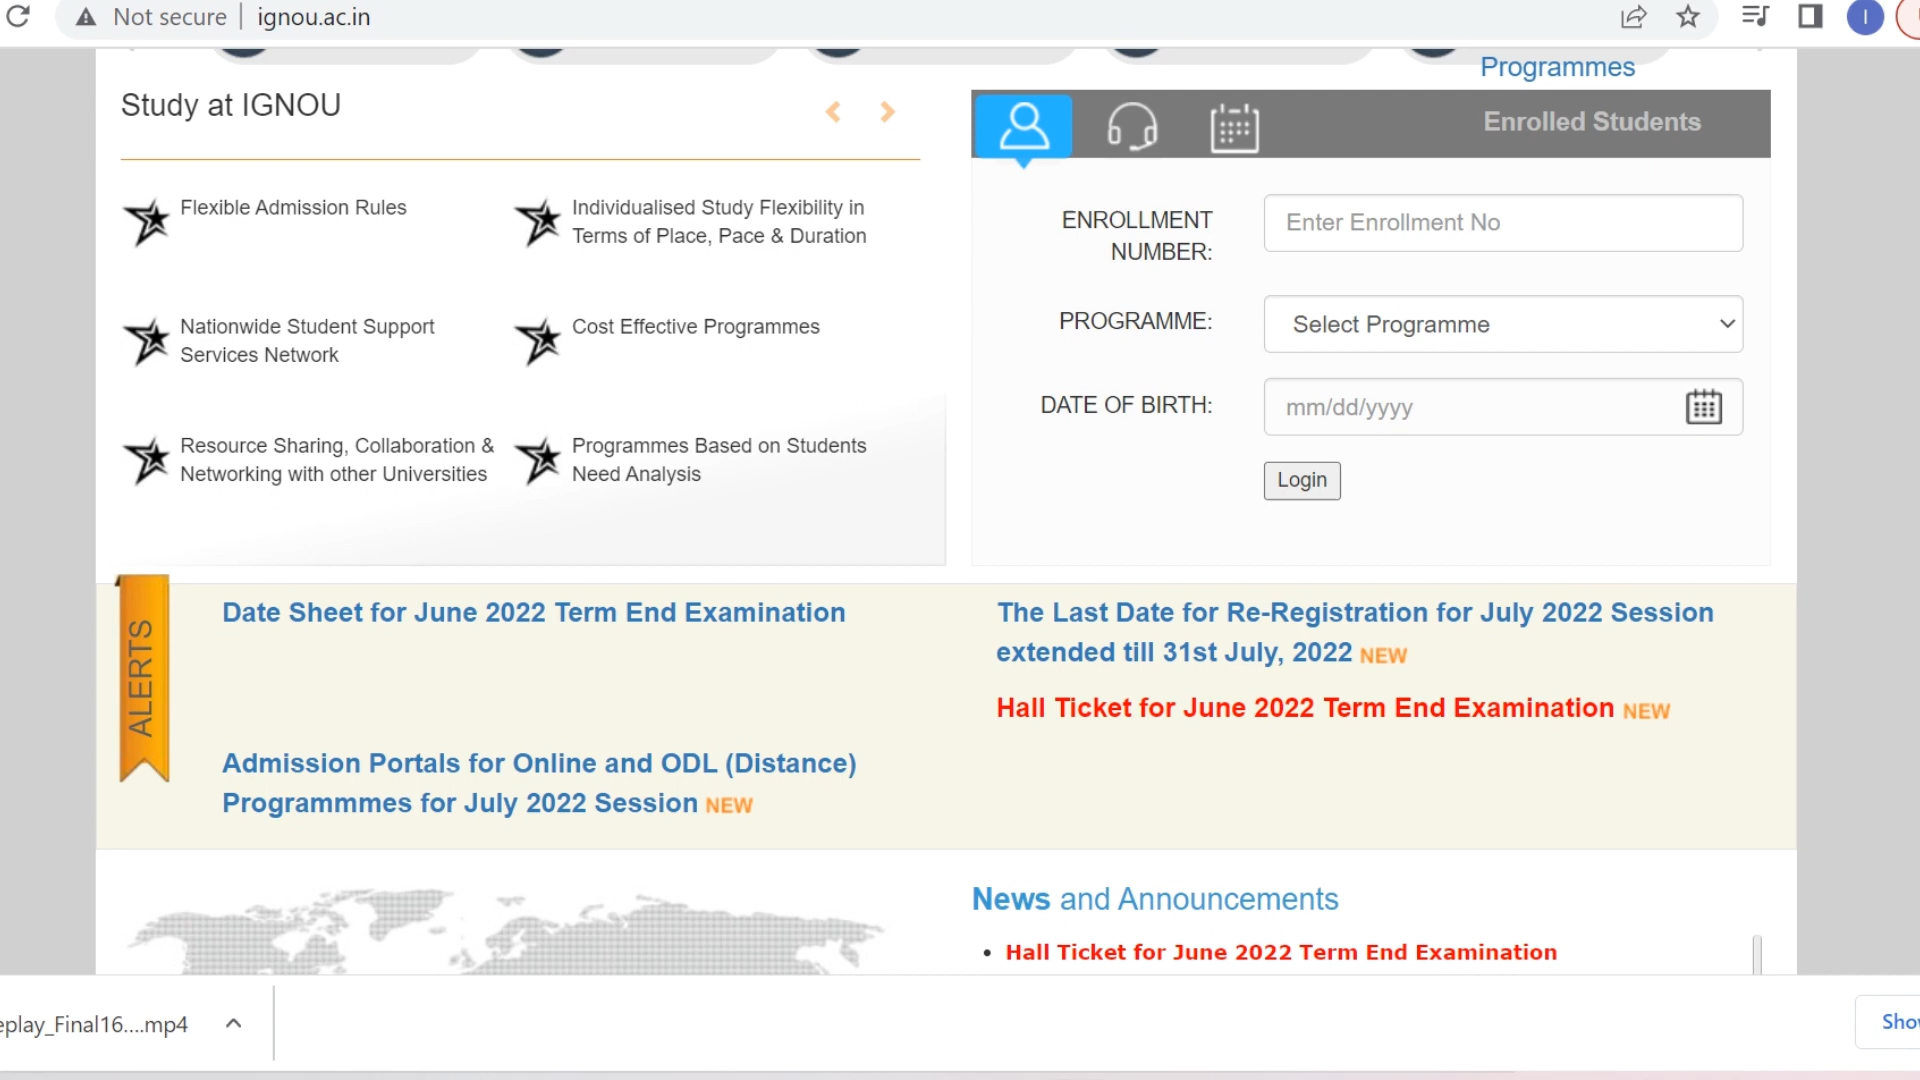 Not secure | ignou.ac.in
Programmes
Study at IGNOU
Enrolled Students
Flexible Admission Rules
Individualised Study Flexibility in
Terms of Place, Pace & Duration
Nationwide Student Support
Services Network
Cost Effective Programmes
Resource Sharing, Collaboration &
Networking with other Universities
Programmes Based on Students
Need Analysis
ENROLLMENT
NUMBER:
Enter Enrollment No
PROGRAMME:
Select Programme
DATE OF BIRTH:
mm/dd/yyyy
Login
ALERTS
Date Sheet for June 2022 Term End Examination
Admission Portals for Online and ODL (Distance)
Programmmes for July 2022 Session NEW
The Last Date for Re-Registration for July 2022 Session
extended till 31st July, 2022 NEW
Hall Ticket for June 2022 Term End Examination NEW
News and Announcements
• Hall Ticket for June 2022 Term End Examination
eplay_Final16....mp4